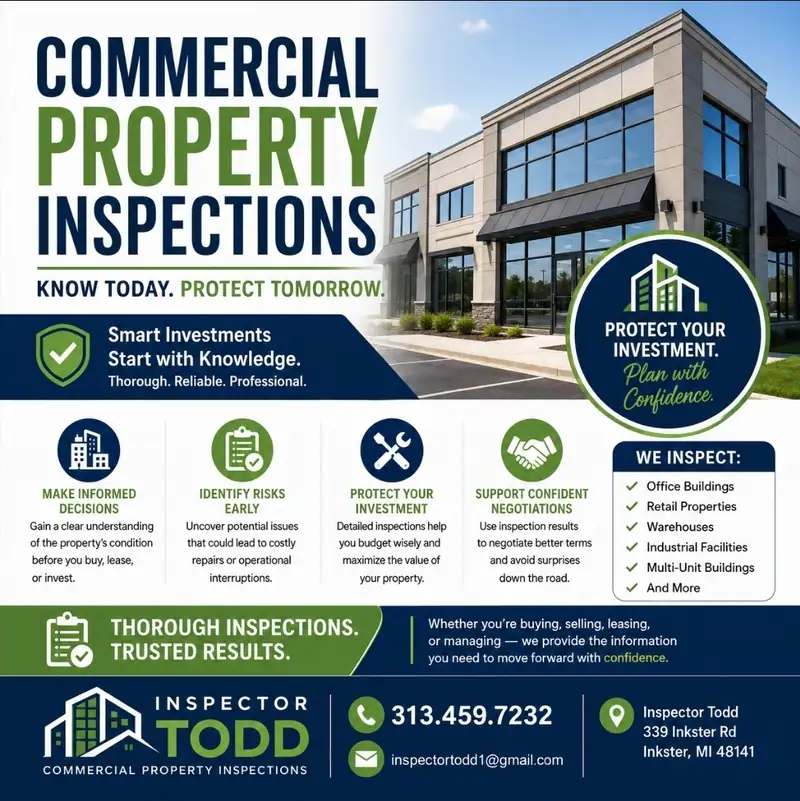 COMMERCIAL
PROPERTY
INSPECTIONS
KNOW TODAY. PROTECT TOMORROW.
Smart Investments
Start with Knowledge.
Thorough. Reliable. Professional.
PROTECT YOUR
INVESTMENT.
Plan with
Confidence.
MAKE INFORMED
DECISIONS
Gain a clear understanding
of the property's condition
before you buy, lease,
or invest.
IDENTIFY RISKS
EARLY
Uncover potential issues
that could lead to costly
repairs or operational
interruptions.
PROTECT YOUR
INVESTMENT
Detailed inspections help
you budget wisely and
maximize the value of
your property.
SUPPORT CONFIDENT
NEGOTIATIONS
Use inspection results
to negotiate better terms
and avoid surprises
down the road.
WE INSPECT:
Office Buildings
Retail Properties
Warehouses
Industrial Facilities
Multi-Unit Buildings
And More
THOROUGH INSPECTIONS.
TRUSTED RESULTS.
Whether you're buying, selling, leasing,
or managing — we provide the information
you need to move forward with confidence.
INSPECTOR
TODD
COMMERCIAL PROPERTY INSPECTIONS
313.459.7232
inspectortodd1@gmail.com
Inspector Todd
339 Inkster Rd
Inkster, MI 48141